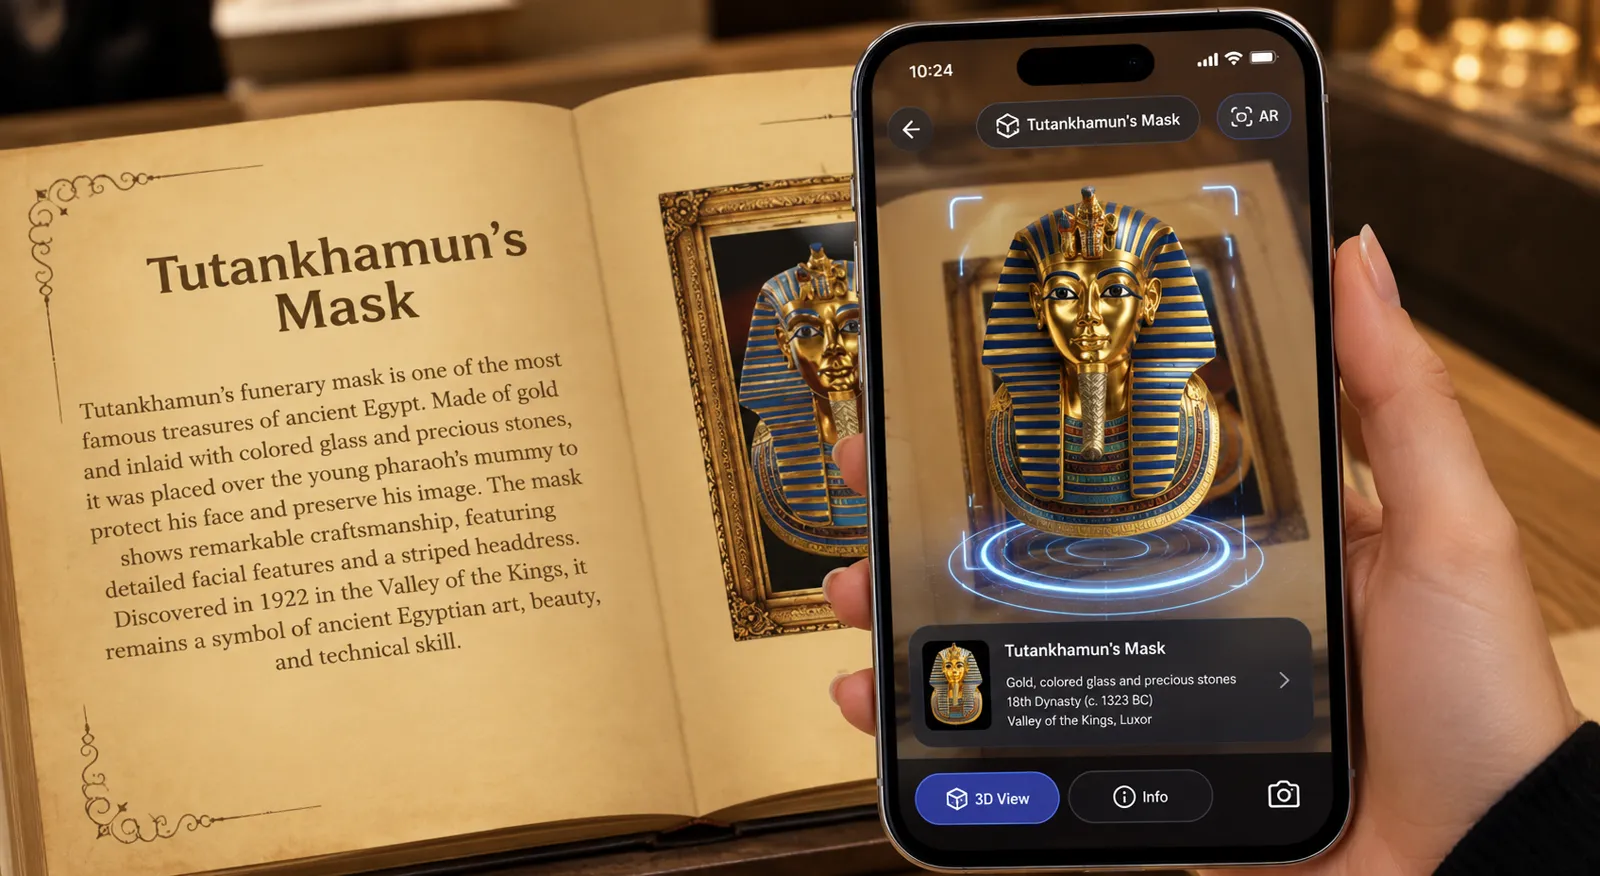 Tutankhamun’s
Mask
Tutankhamun’s funerary mask is one of the most
famous treasures of ancient Egypt. Made of gold
and inlaid with colored glass and precious stones,
it was placed over the young pharaoh’s mummy to
protect his face and preserve his image. The mask
shows remarkable craftsmanship, featuring
detailed facial features and a striped headdress.
Discovered in 1922 in the Valley of the Kings, it
remains a symbol of ancient Egyptian art, beauty,
and technical skill.
10:24
Tutankhamun's Mask
AR
Tutankhamun's Mask
Gold, colored glass and precious stones
18th Dynasty (c. 1323 BC)
Valley of the Kings, Luxor
3D View
Info